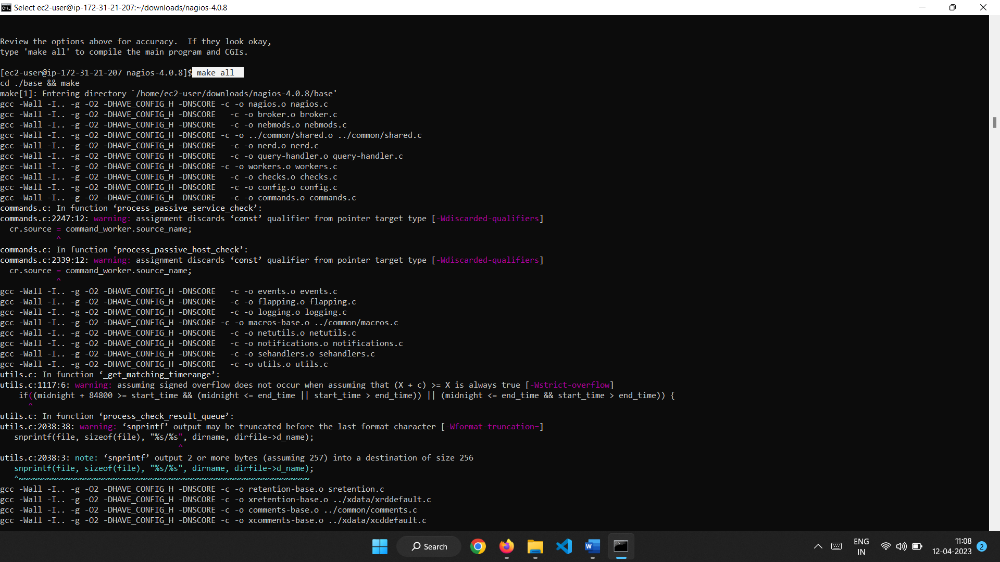 Select ec2-user@ip-172-31-21-207:~/downloads/nagios-4.0.8
Review the options above for accuracy.  If they look okay,
type 'make all' to compile the main program and CGIs.
[ec2-user@ip-172-31-21-207 nagios-4.0.8]$ make all
cd ./base && make
make[1]: Entering directory `/home/ec2-user/downloads/nagios-4.0.8/base'
gcc -Wall -I.. -g -O2 -DHAVE_CONFIG_H -DNSCORE -c -o nagios.o nagios.c
gcc -Wall -I.. -g -O2 -DHAVE_CONFIG_H -DNSCORE   -c -o broker.o broker.c
gcc -Wall -I.. -g -O2 -DHAVE_CONFIG_H -DNSCORE   -c -o nebmods.o nebmods.c
gcc -Wall -I.. -g -O2 -DHAVE_CONFIG_H -DNSCORE -c -o ../common/shared.o ../common/shared.c
gcc -Wall -I.. -g -O2 -DHAVE_CONFIG_H -DNSCORE   -c -o nerd.o nerd.c
gcc -Wall -I.. -g -O2 -DHAVE_CONFIG_H -DNSCORE   -c -o query-handler.o query-handler.c
gcc -Wall -I.. -g -O2 -DHAVE_CONFIG_H -DNSCORE -c -o workers.o workers.c
gcc -Wall -I.. -g -O2 -DHAVE_CONFIG_H -DNSCORE   -c -o checks.o checks.c
gcc -Wall -I.. -g -O2 -DHAVE_CONFIG_H -DNSCORE   -c -o config.o config.c
gcc -Wall -I.. -g -O2 -DHAVE_CONFIG_H -DNSCORE   -c -o commands.o commands.c
commands.c: In function ‘process_passive_service_check’:
commands.c:2247:12: warning: assignment discards ‘const’ qualifier from pointer target type [-Wdiscarded-qualifiers]
  cr.source = command_worker.source_name;
            ^
commands.c: In function ‘process_passive_host_check’:
commands.c:2339:12: warning: assignment discards ‘const’ qualifier from pointer target type [-Wdiscarded-qualifiers]
  cr.source = command_worker.source_name;
            ^
gcc -Wall -I.. -g -O2 -DHAVE_CONFIG_H -DNSCORE   -c -o events.o events.c
gcc -Wall -I.. -g -O2 -DHAVE_CONFIG_H -DNSCORE   -c -o flapping.o flapping.c
gcc -Wall -I.. -g -O2 -DHAVE_CONFIG_H -DNSCORE   -c -o logging.o logging.c
gcc -Wall -I.. -g -O2 -DHAVE_CONFIG_H -DNSCORE -c -o macros-base.o ../common/macros.c
gcc -Wall -I.. -g -O2 -DHAVE_CONFIG_H -DNSCORE   -c -o netutils.o netutils.c
gcc -Wall -I.. -g -O2 -DHAVE_CONFIG_H -DNSCORE   -c -o notifications.o notifications.c
gcc -Wall -I.. -g -O2 -DHAVE_CONFIG_H -DNSCORE   -c -o sehandlers.o sehandlers.c
gcc -Wall -I.. -g -O2 -DHAVE_CONFIG_H -DNSCORE   -c -o utils.o utils.c
utils.c: In function ‘_get_matching_timerange’:
utils.c:1117:6: warning: assuming signed overflow does not occur when assuming that (X + c) >= X is always true [-Wstrict-overflow]
    if((midnight + 84800 >= start_time && (midnight <= end_time || start_time > end_time)) || (midnight <= end_time && start_time > end_time)) {
      ^
utils.c: In function ‘process_check_result_queue’:
utils.c:2038:38: warning: ‘snprintf’ output may be truncated before the last format character [-Wformat-truncation=]
   snprintf(file, sizeof(file), "%s/%s", dirname, dirfile->d_name);
                                      ^
utils.c:2038:3: note: ‘snprintf’ output 2 or more bytes (assuming 257) into a destination of size 256
   snprintf(file, sizeof(file), "%s/%s", dirname, dirfile->d_name);
   ^~~~~~~~~~~~~~~~~~~~~~~~~~~~~~~~~~~~~~~~~~~~~~~~~~~~~~~~~~~~~~~
gcc -Wall -I.. -g -O2 -DHAVE_CONFIG_H -DNSCORE -c -o retention-base.o sretention.c
gcc -Wall -I.. -g -O2 -DHAVE_CONFIG_H -DNSCORE -c -o xretention-base.o ../xdata/xrddefault.c
gcc -Wall -I.. -g -O2 -DHAVE_CONFIG_H -DNSCORE -c -o comments-base.o ../common/comments.c
gcc -Wall -I.. -g -O2 -DHAVE_CONFIG_H -DNSCORE -c -o xcomments-base.o ../xdata/xcddefault.c
Search
ENG
IN
11:08
12-04-2023
2